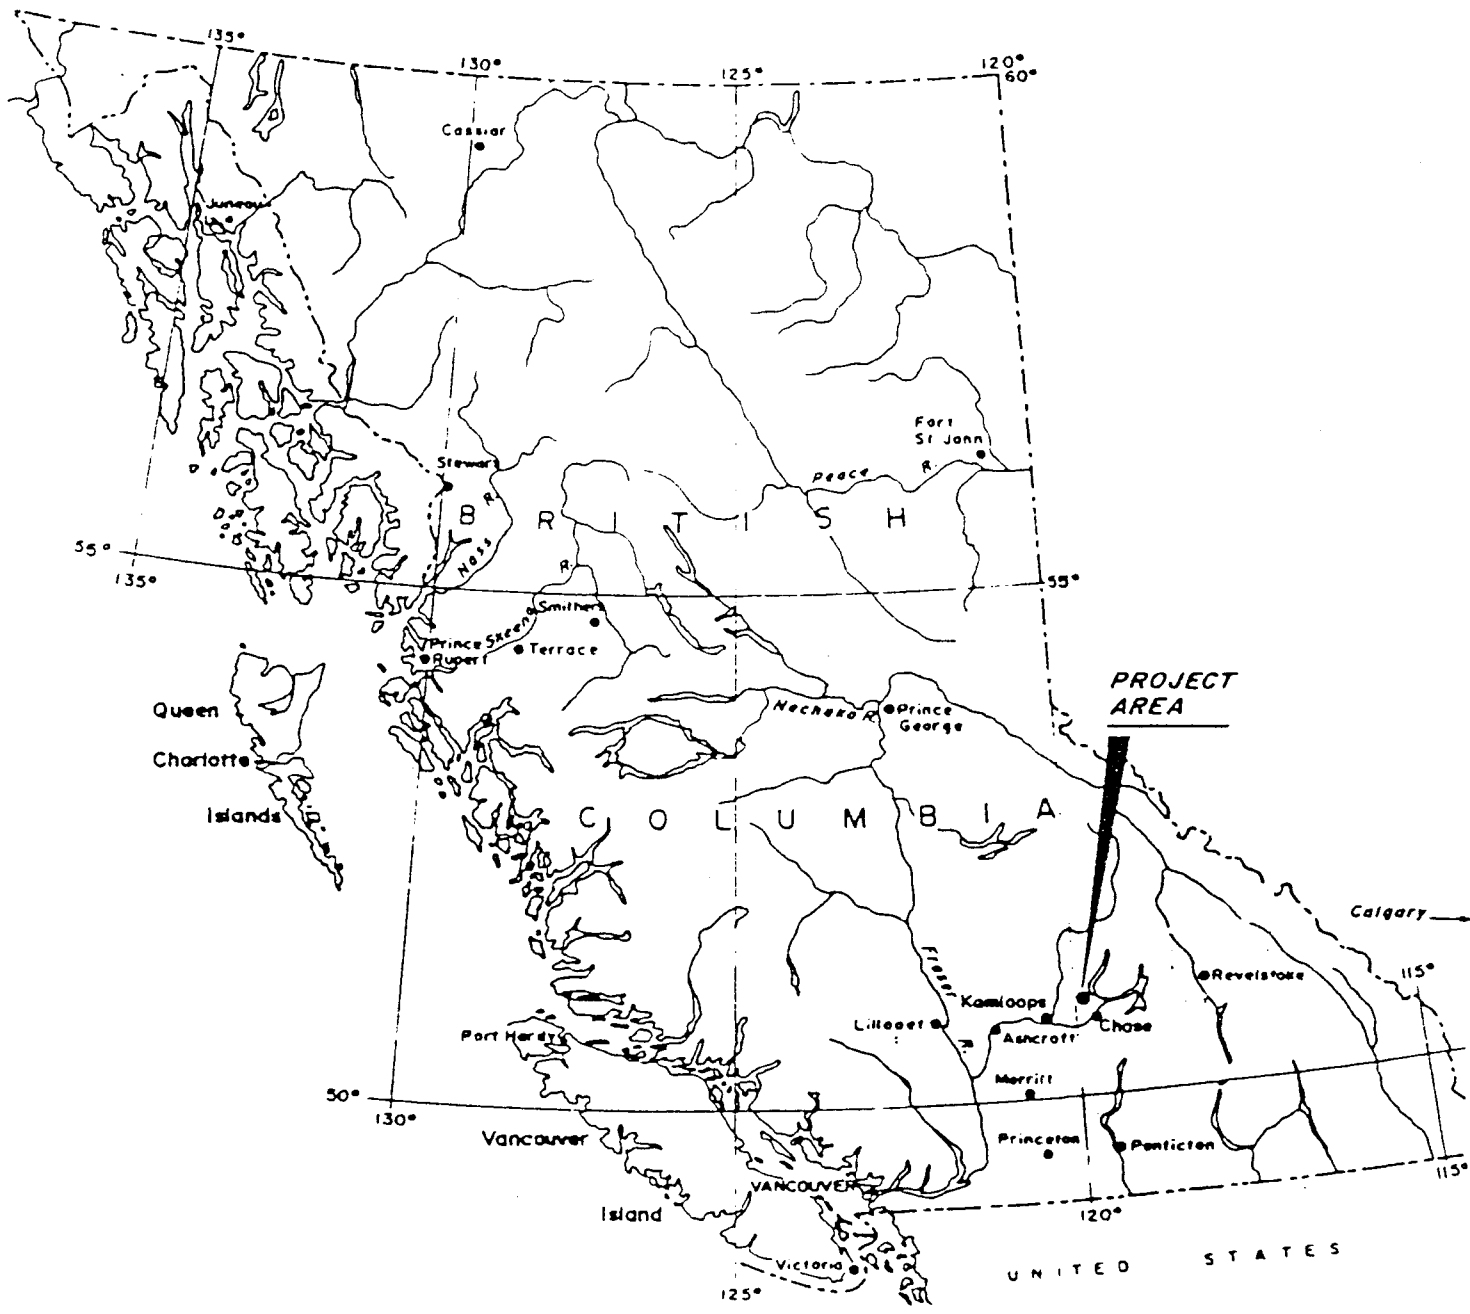 135°
130°
125°
120°
60°
Cassiar
Juneau
Fort
St John
Stewart
Peace R.
B R I T I S H
Nass R.
55°
135°
55°
Skeena R.
Smithers
Prince
Rupert
Terrace
PROJECT
AREA
Queen
Nechako R.
Prince
George
Charlotte
Islands
C O L U M B I A
Calgary
Fraser
Revelstoke
115°
Kamloops
Lillooet
Chase
Port Hardy
Ashcroft
R
Merritt
50°
130°
Vancouver
Princeton
Penticton
115°
VANCOUVER
Island
120°
Victoria
UNITED STATES
125°